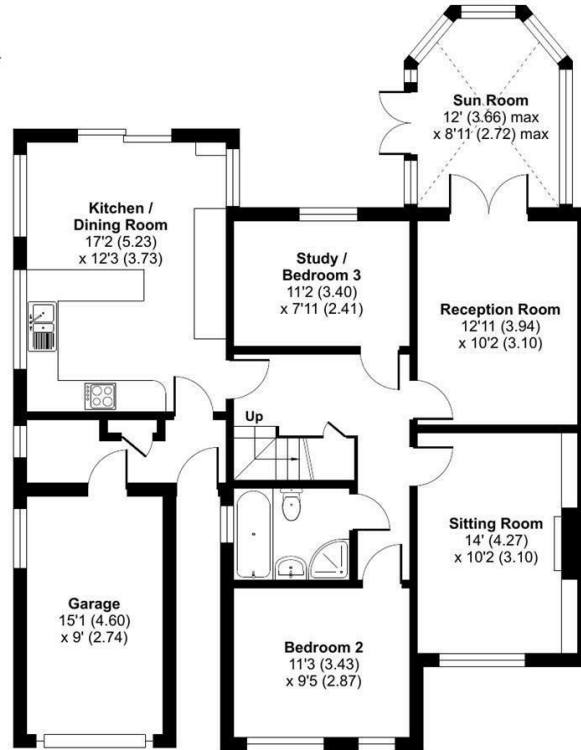 Sun Room
12' (3.66) max
x 8'11 (2.72) max
Kitchen /
Dining Room
17'2 (5.23)
x 12'3 (3.73)
Study /
Bedroom 3
11'2 (3.40)
x 7'11 (2.41)
Reception Room
12'11 (3.94)
x 10'2 (3.10)
Up
Sitting Room
14' (4.27)
x 10'2 (3.10)
Garage
15'1 (4.60)
x 9' (2.74)
Bedroom 2
11'3 (3.43)
x 9'5 (2.87)